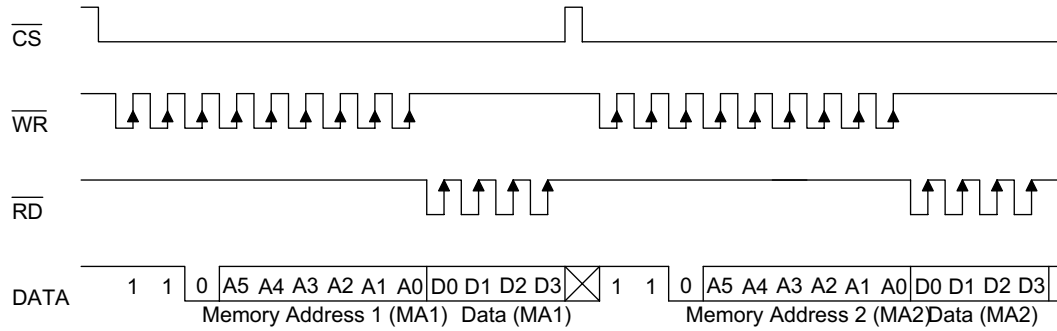 CS
WR
RD
DATA 1 1 0 A5 A4 A3 A2 A1 A0 D0 D1 D2 D3 1 1 0 A5 A4 A3 A2 A1 A0 D0 D1 D2 D3
Memory Address 1 (MA1) Data (MA1) Memory Address 2 (MA2) Data (MA2)